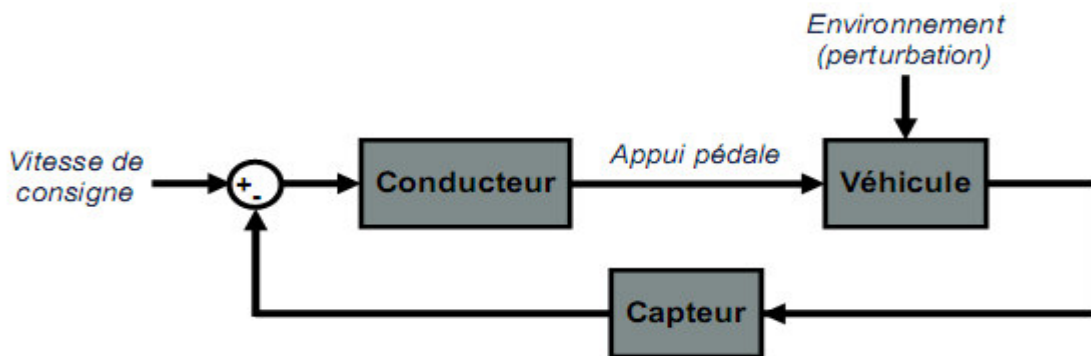 Environnement
(perturbation)
Vitesse de
consigne
+
-
Conducteur
Appui pédale
Véhicule
Capteur